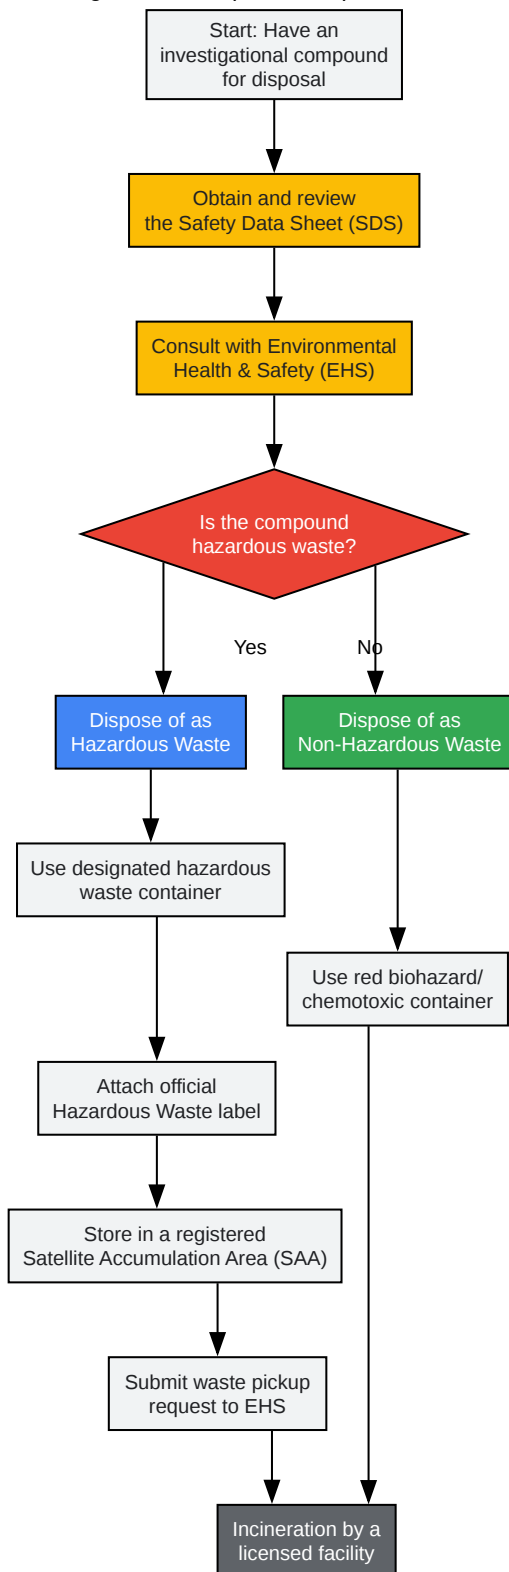 Start: Have an
investigational compound
for disposal
Obtain and review
the Safety Data Sheet (SDS)
Consult with Environmental
Health & Safety (EHS)
Is the compound
hazardous waste?
Yes
No
Dispose of as
Hazardous Waste
Dispose of as
Non-Hazardous Waste
Use designated hazardous
waste container
Use red biohazard/
chemotoxic container
Attach official
Hazardous Waste label
Store in a registered
Satellite Accumulation Area (SAA)
Submit waste pickup
request to EHS
Incineration by a
licensed facility